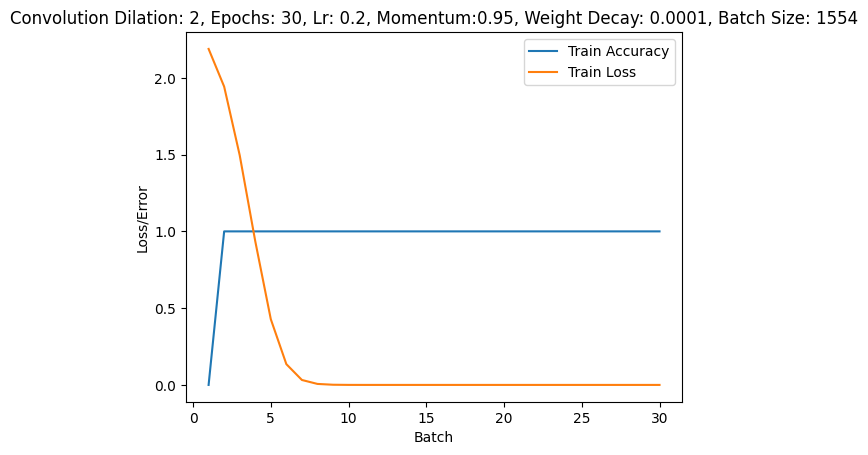 Convolution Dilation: 2, Epochs: 30, Lr: 0.2, Momentum:0.95, Weight Decay: 0.0001, Batch Size: 1554
Train Accuracy
Train Loss
2.0
1.5
1.0
0.5
0.0
Loss/Error
0
5
10
15
20
25
30
Batch